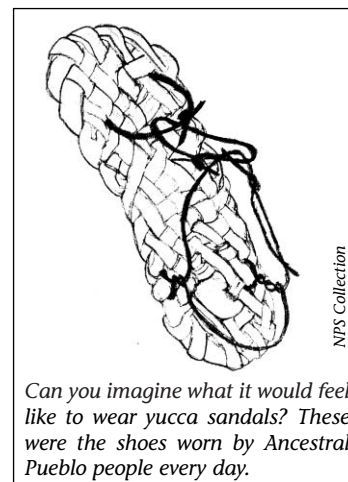 NPS Collection
Can you imagine what it would feel
like to wear yucca sandals? These
were the shoes worn by Ancestral
Pueblo people every day.